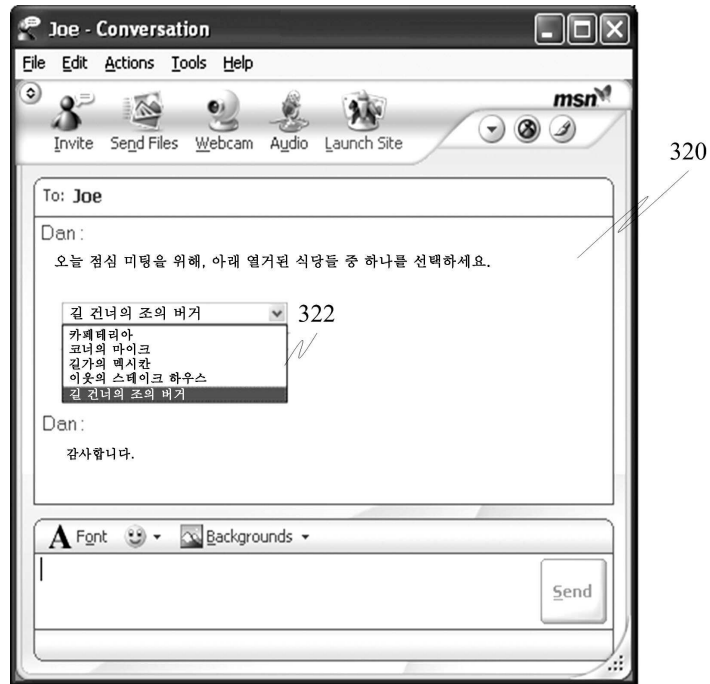 Joe - Conversation
File Edit Actions Tools Help
msn
Invite Send Files Webcam Audio Launch Site
320
To: Joe
Dan:
오늘 점심 미팅을 위해, 아래 열거된 식당들 중 하나를 선택하세요.
길 건너의 조의 버거
322
카페테리아
코너의 마이크
길가의 멕시칸
이웃의 스테이크 하우스
길 건너의 조의 버거
Dan:
감사합니다.
A Font Backgrounds
Send